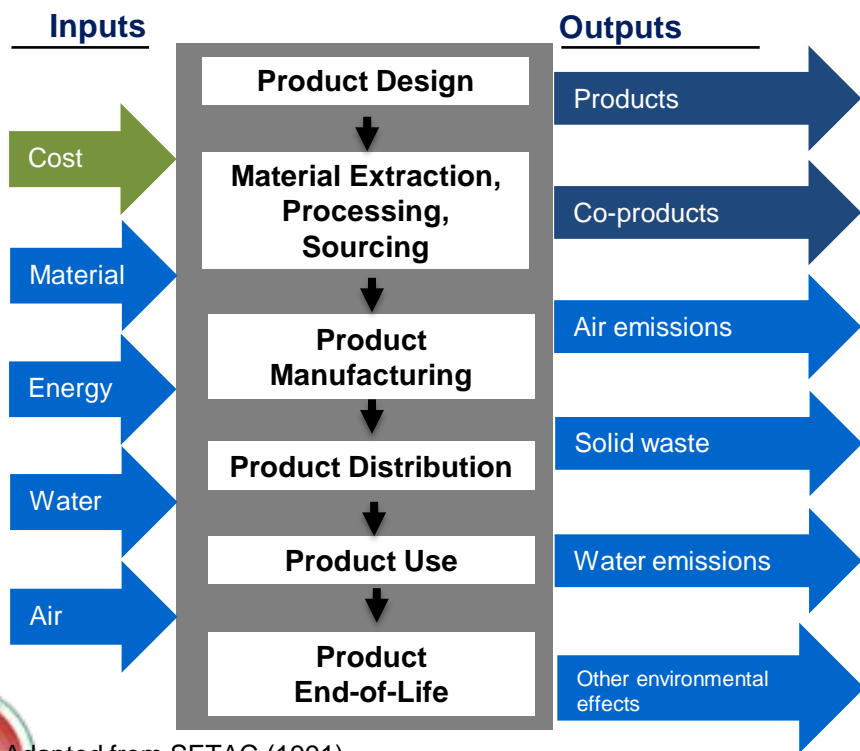 Inputs
Outputs
Product Design
Products
Cost
Material Extraction,
Processing,
Sourcing
Co-products
Material
Air emissions
Product
Manufacturing
Energy
Solid waste
Product Distribution
Water
Product Use
Water emissions
Air
Product
End-of-Life
Other environmental
effects
Adapted from SETAC (1991)